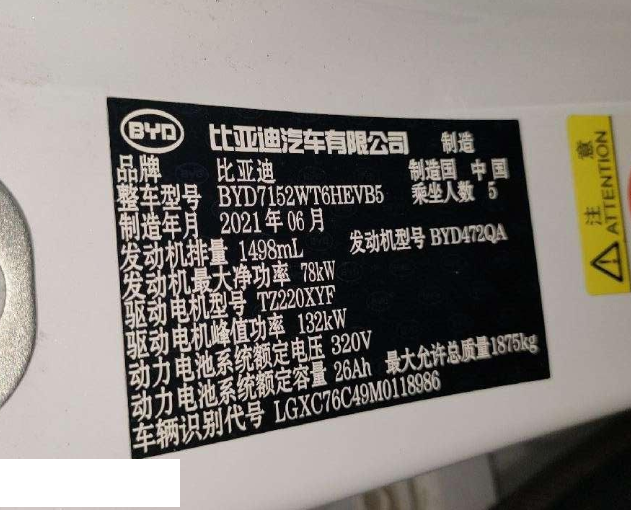 BYD 比亚迪汽车有限公司 制造
品牌 比亚迪 制造国 中国
整车型号 BYD7152WT6HEVB5 乘坐人数 5
制造年月 2021年06月
发动机排量 1498mL 发动机型号 BYD472QA
发动机最大净功率 78kW
驱动电机型号 TZ220XYF
驱动电机峰值功率 132kW
动力电池系统额定电压 320V
动力电池系统额定容量 26Ah 最大允许总质量1875kg
车辆识别代号 LGXC76C49M0118986
注意
ATTENTION